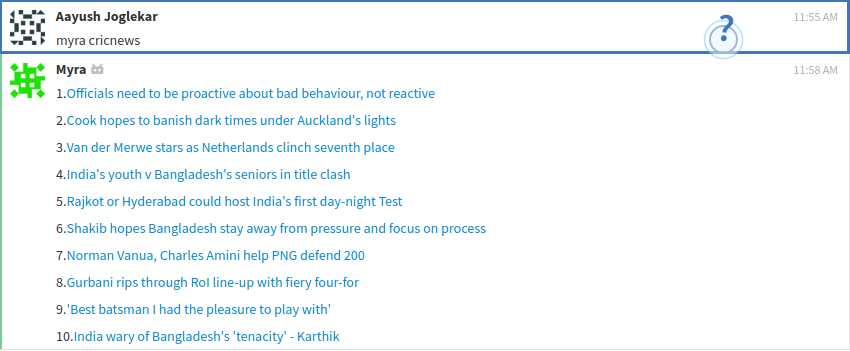 Aayush Joglekar
11:55 AM
?
myra cricnews
Myra
11:58 AM
1.Officials need to be proactive about bad behaviour, not reactive
2.Cook hopes to banish dark times under Auckland's lights
3.Van der Merwe stars as Netherlands clinch seventh place
4.India's youth v Bangladesh's seniors in title clash
5.Rajkot or Hyderabad could host India's first day-night Test
6.Shakib hopes Bangladesh stay away from pressure and focus on process
7.Norman Vanua, Charles Amini help PNG defend 200
8.Gurbani rips through RoI line-up with fiery four-for
9.'Best batsman I had the pleasure to play with'
10.India wary of Bangladesh's 'tenacity' - Karthik